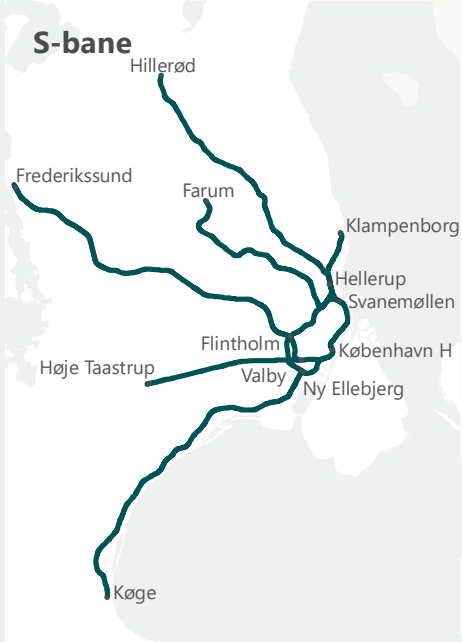 S-bane
Hillerød
Frederikssund
Farum
Klampenborg
Hellerup
Svanemøllen
Flintholm
København H
Høje Taastrup
Valby
Ny Ellebjerg
Køge